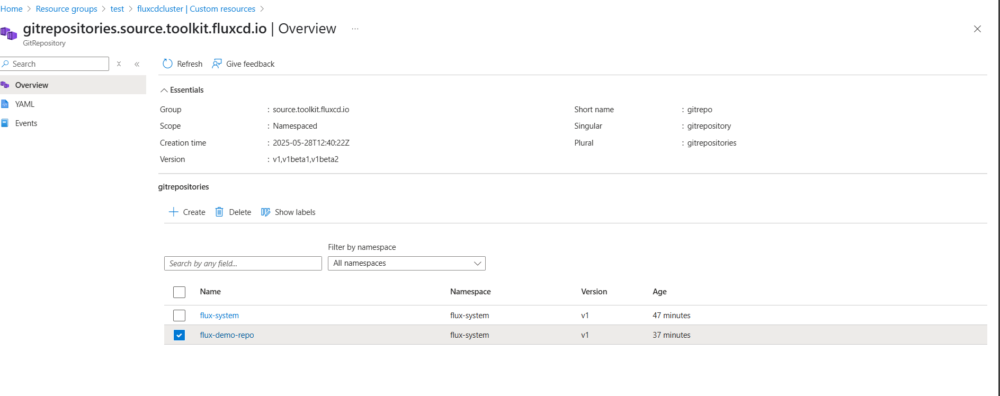 Home > Resource groups > test > fluxcdcluster | Custom resources >
gitrepositories.source.toolkit.fluxcd.io | Overview ...
GitRepository
Search
Overview
YAML
Events
Refresh Give feedback
Essentials
Group : source.toolkit.fluxcd.io Short name : gitrepo
Scope : Namespaced Singular : gitrepository
Creation time : 2025-05-28T12:40:22Z Plural : gitrepositories
Version : v1,v1beta1,v1beta2
gitrepositories
Create Delete Show labels
Filter by namespace
Search by any field... All namespaces
Name Namespace Version Age
flux-system flux-system v1 47 minutes
flux-demo-repo flux-system v1 37 minutes